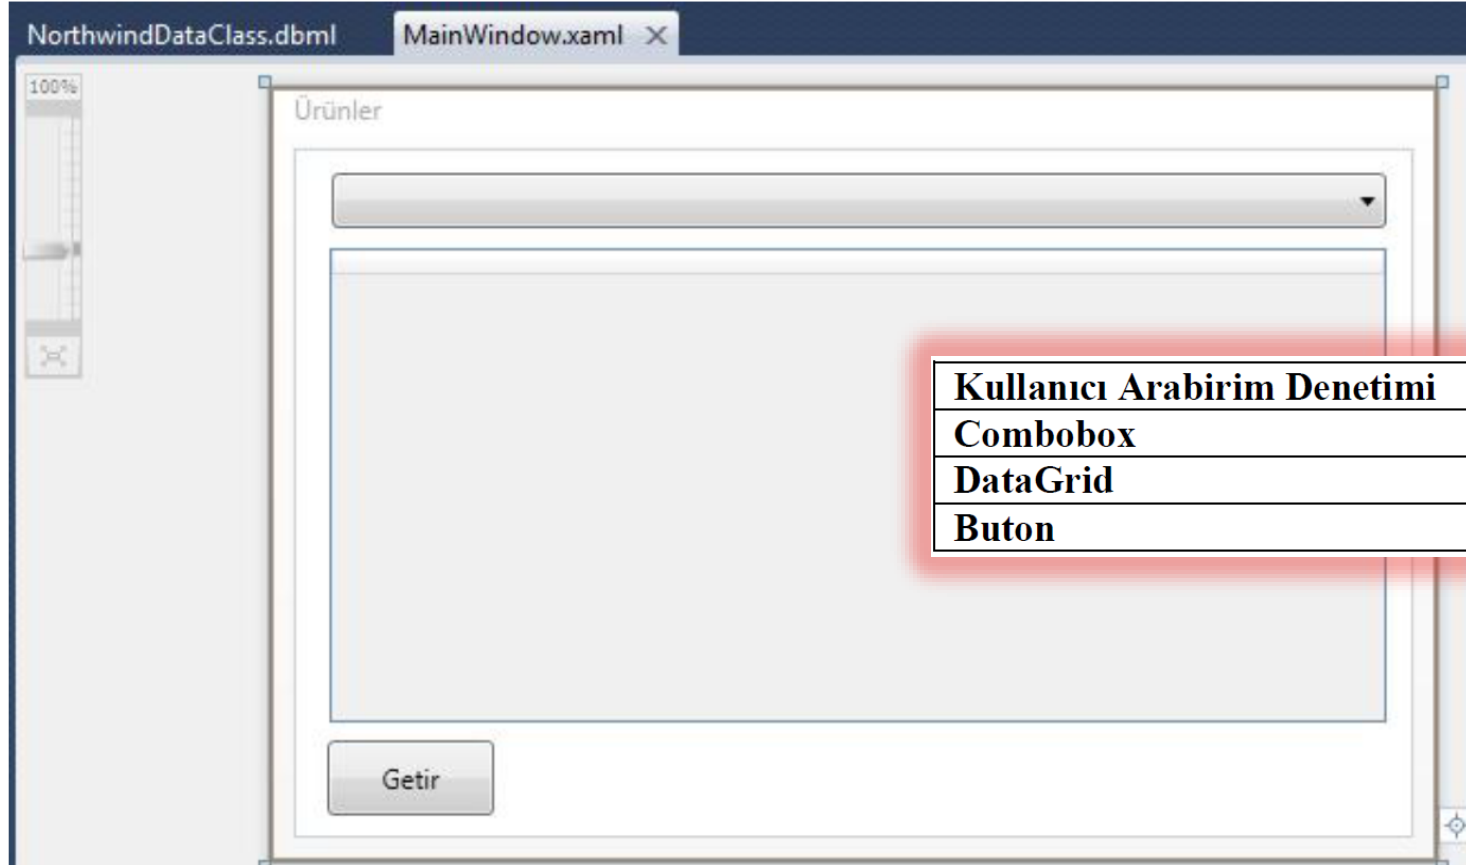 NorthwindDataClass.dbml MainWindow.xaml
100%
Ürünler
Kullanıcı Arabirim Denetimi
Combobox
DataGrid
Buton
Getir